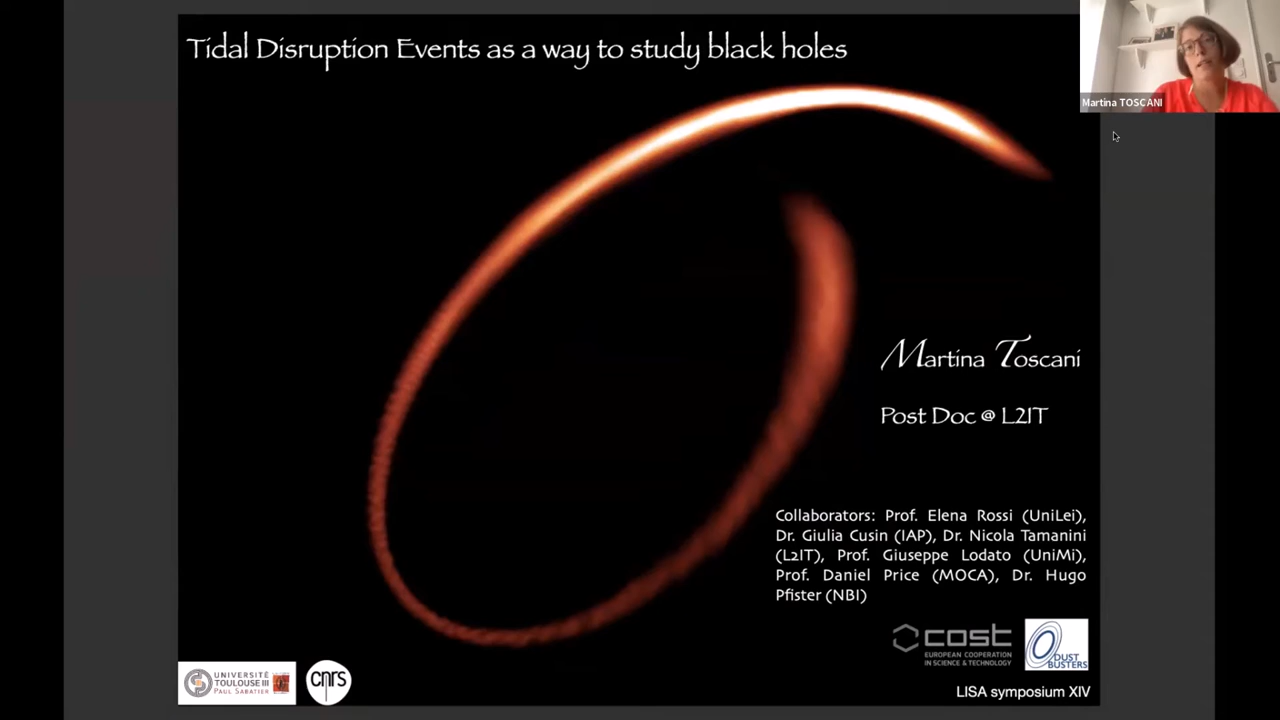 Tidal Disruption Events as a way to study black holes
Martina TOSCANI
Martina Toscani
Post Doc @ L2IT
Collaborators: Prof. Elena Rossi (UniLei),
Dr. Giulia Cusin (IAP), Dr. Nicola Tamanini
(L2IT), Prof. Giuseppe Lodato (UniMi),
Prof. Daniel Price (MOCA), Dr. Hugo
Pfister (NBI)
cost
EUROPEAN COOPERATION
IN SCIENCE & TECHNOLOGY
DUST
BUSTERS
UNIVERSITÉ
TOULOUSE III
PAUL SABATIER
cnrs
LISA symposium XIV